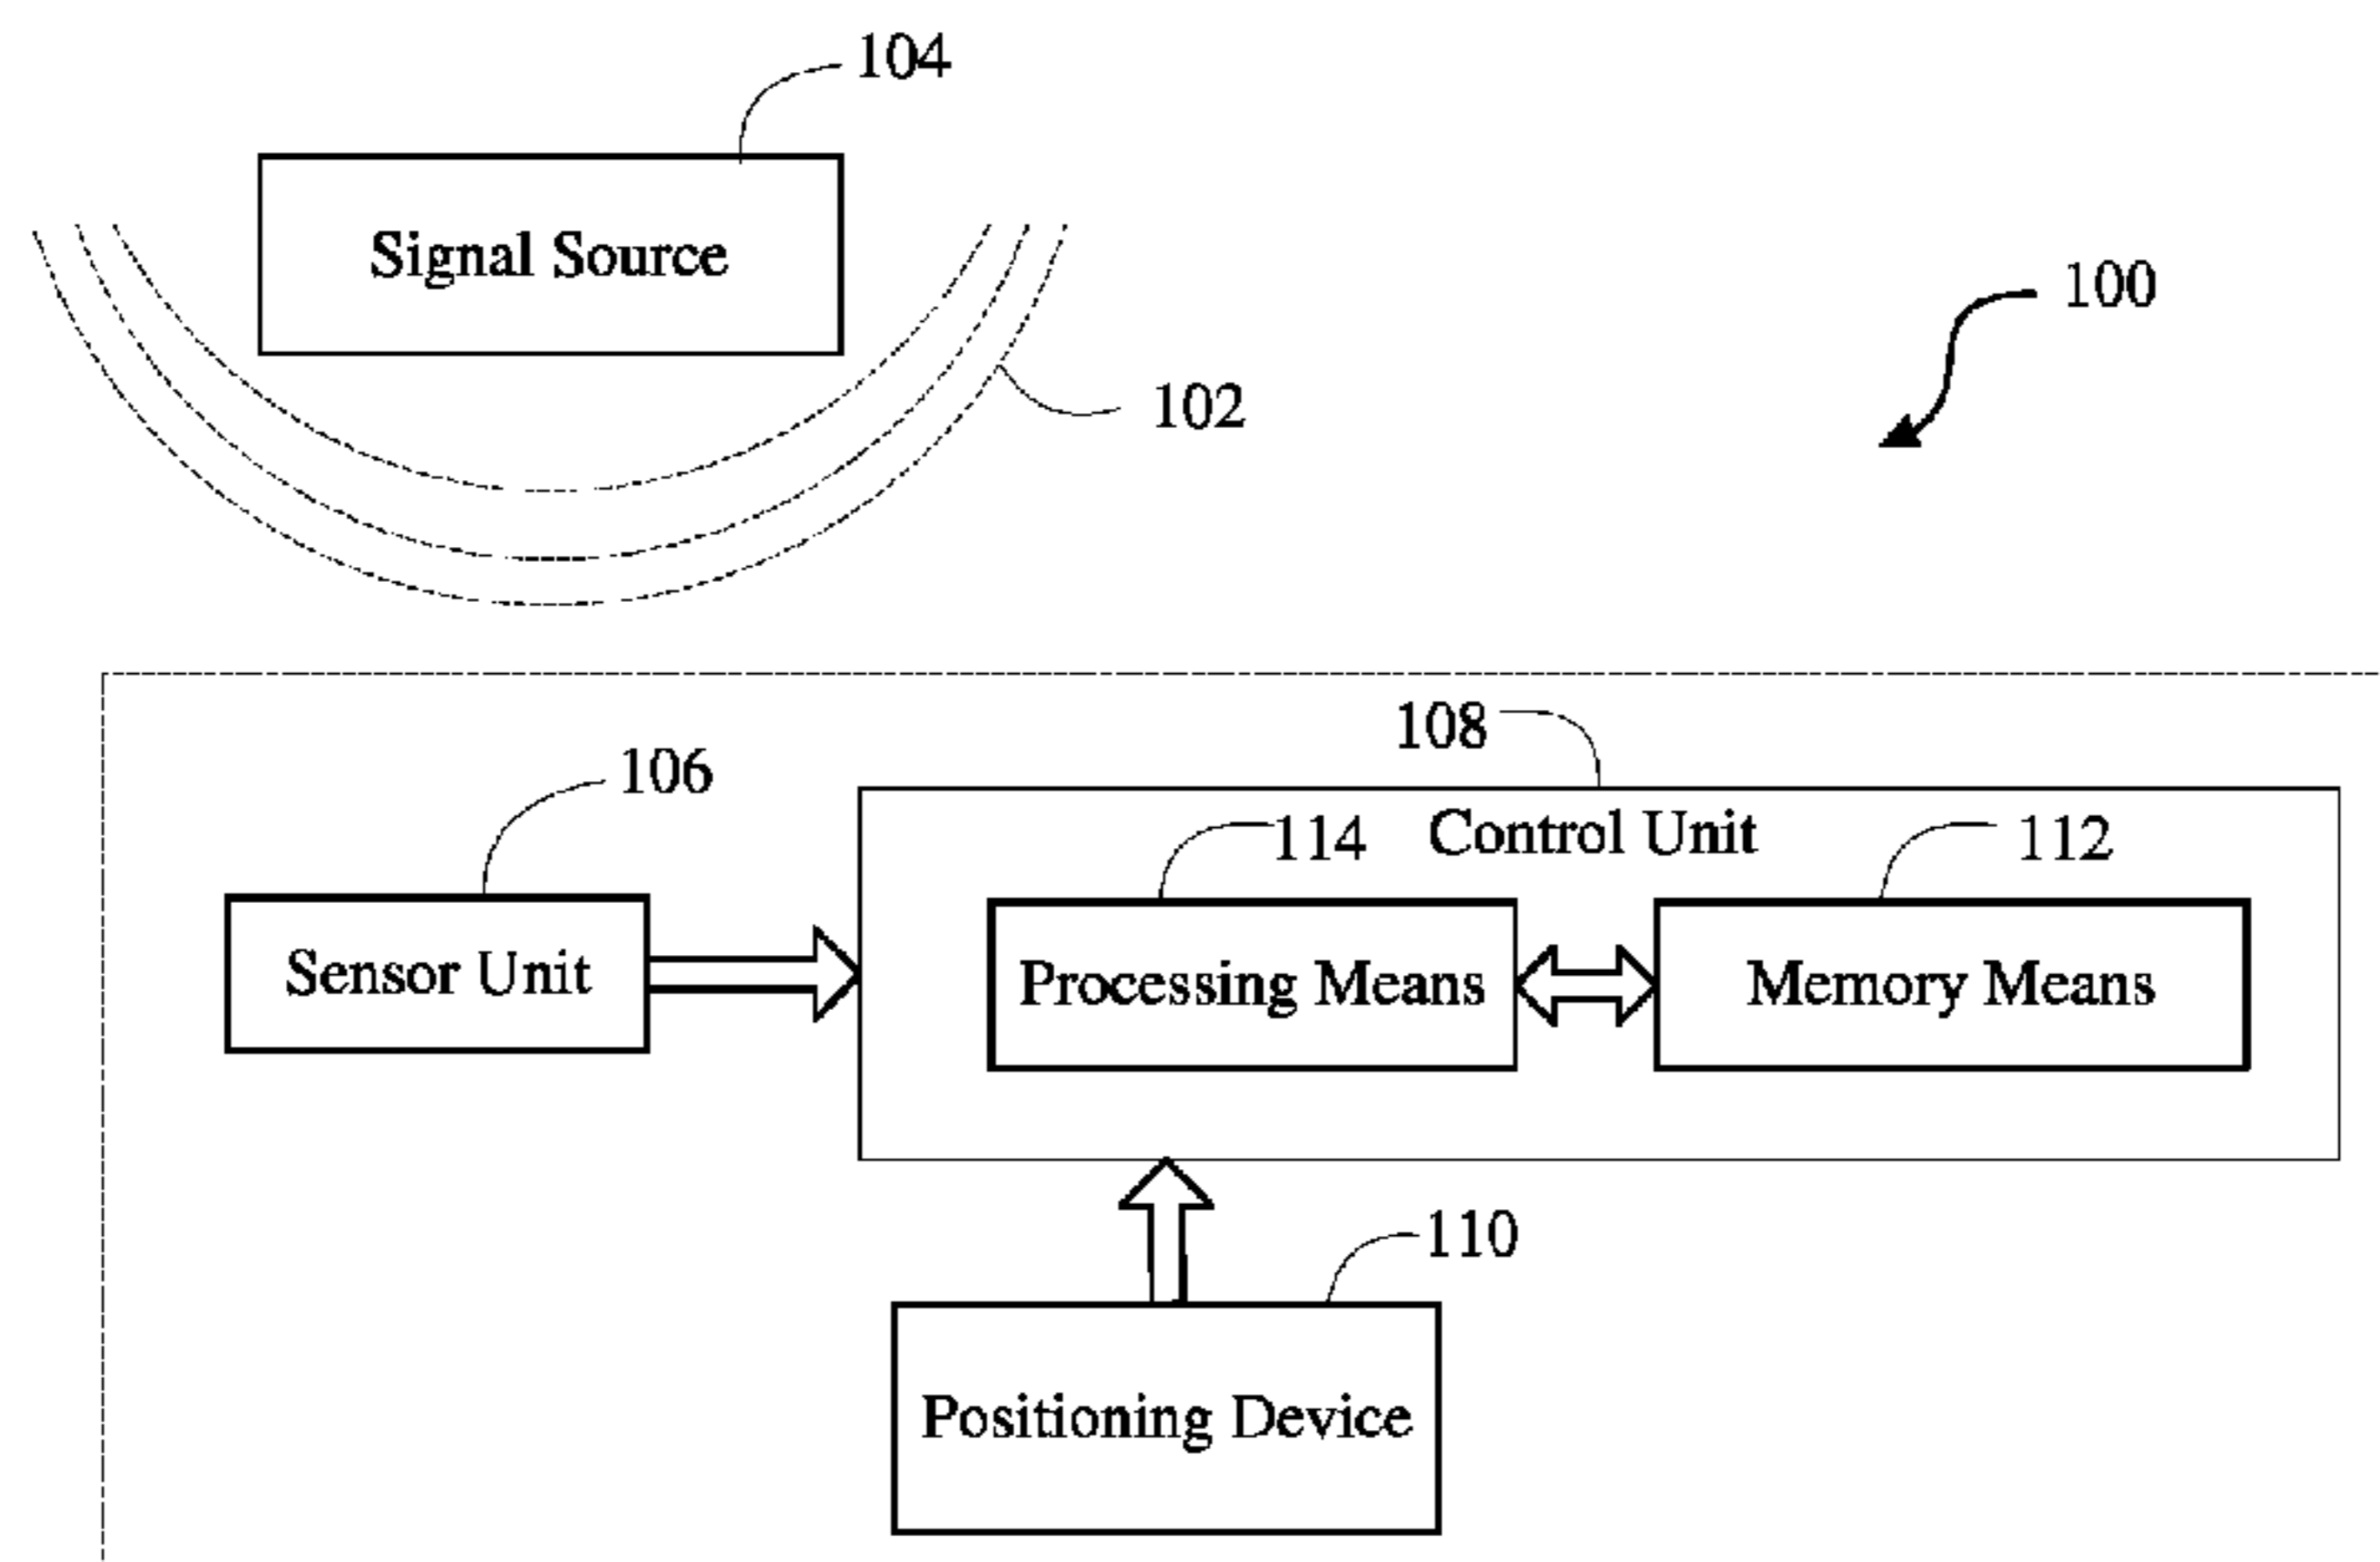 104
Signal Source
100
102
108
106
Control Unit
114
112
Sensor Unit
Processing Means
Memory Means
110
Positioning Device